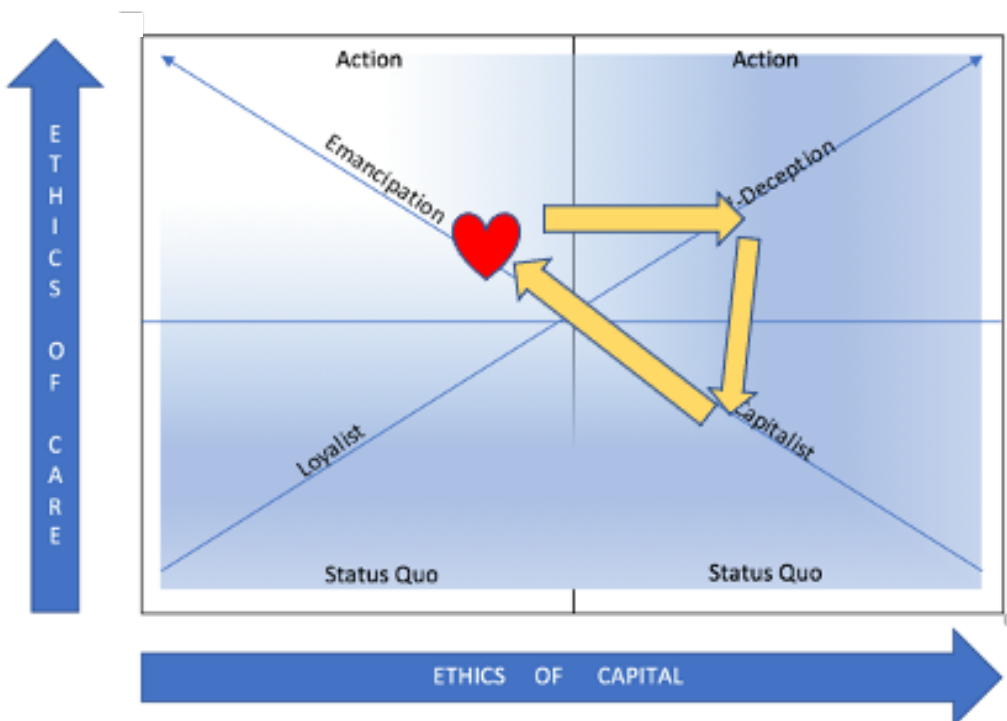 Action
Action
Emancipation
-Deception
Loyalist
Capitalist
Status Quo
Status Quo
ETHICS OF CARE
ETHICS OF CAPITAL